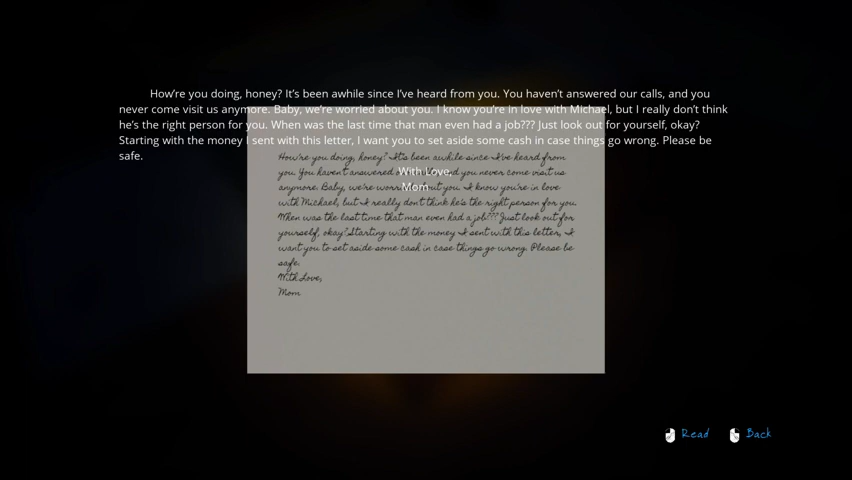 How're you doing, honey? It's been awhile since I've heard from you. You haven't answered our calls, and you
never come visit us anymore. Baby, we're worried about you. I know you're in love with Michael, but I really don't think
he's the right person for you. When was the last time that man even had a job??? Just look out for yourself, okay?
Starting with the money I sent with this letter, I want you to set aside some cash in case things go wrong. Please be
safe.
With Love,
Mom
How're you doing, honey? It's been awhile since I've heard from
you. You haven't answered you never come visit us
anymore. Baby, we're worried about you. I know you're in love
with Michael, but I really don't think he's the right person for you.
When was the last time that man even had a job??? Just look out for
yourself, okay? Starting with the money I sent with this letter, I
want you to set aside some cash in case things go wrong. Please be
safe.
With Love,
Mom
Read
Back